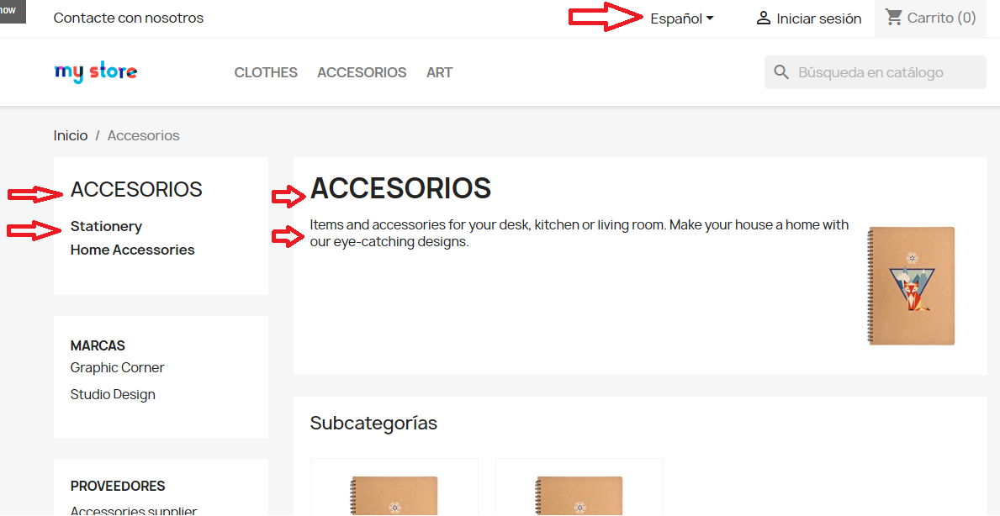 now
Contacte con nosotros
Español
Iniciar sesión
Carrito (0)
my store
CLOTHES
ACCESORIOS
ART
Búsqueda en catálogo
Inicio / Accesorios
ACCESORIOS
Stationery
Home Accessories
MARCAS
Graphic Corner
Studio Design
PROVEEDORES
Accessories supplier
ACCESORIOS
Items and accessories for your desk, kitchen or living room. Make your house a home with
our eye-catching designs.
Subcategorías